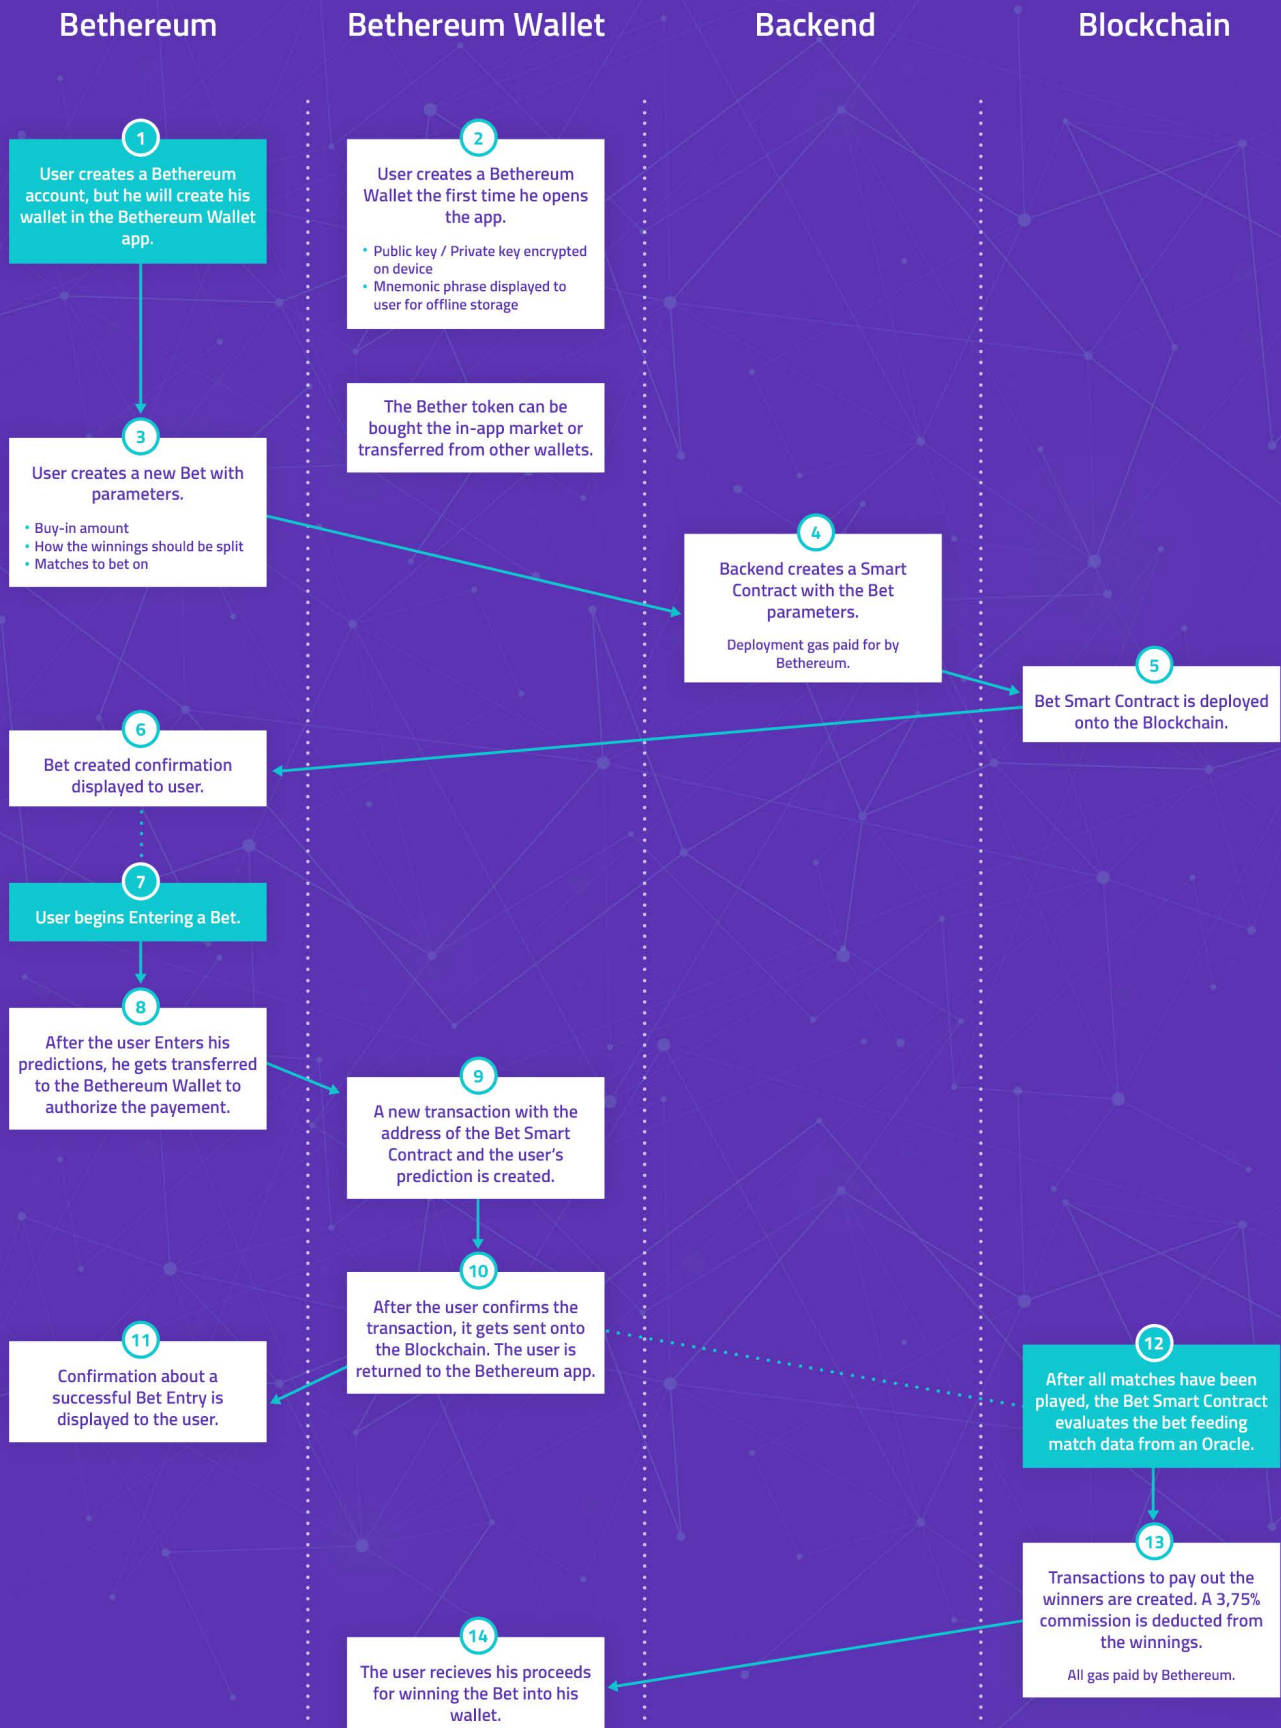 Bethereum
Bethereum Wallet
Backend
Blockchain
1
User creates a Bethereum
account, but he will create his
wallet in the Bethereum Wallet
app.
2
User creates a Bethereum
Wallet the first time he opens
the app.
• Public key / Private key encrypted
on device
• Mnemonic phrase displayed to
user for offline storage
The Bether token can be
bought the in-app market or
transferred from other wallets.
3
User creates a new Bet with
parameters.
• Buy-in amount
• How the winnings should be split
• Matches to bet on
4
Backend creates a Smart
Contract with the Bet
parameters.
Deployment gas paid for by
Bethereum.
5
Bet Smart Contract is deployed
onto the Blockchain.
6
Bet created confirmation
displayed to user.
7
User begins Entering a Bet.
8
After the user Enters his
predictions, he gets transferred
to the Bethereum Wallet to
authorize the payement.
9
A new transaction with the
address of the Bet Smart
Contract and the user's
prediction is created.
10
After the user confirms the
transaction, it gets sent onto
the Blockchain. The user is
returned to the Bethereum app.
11
Confirmation about a
successful Bet Entry is
displayed to the user.
12
After all matches have been
played, the Bet Smart Contract
evaluates the bet feeding
match data from an Oracle.
13
Transactions to pay out the
winners are created. A 3,75%
commission is deducted from
the winnings.
All gas paid by Bethereum.
14
The user recieves his proceeds
for winning the Bet into his
wallet.